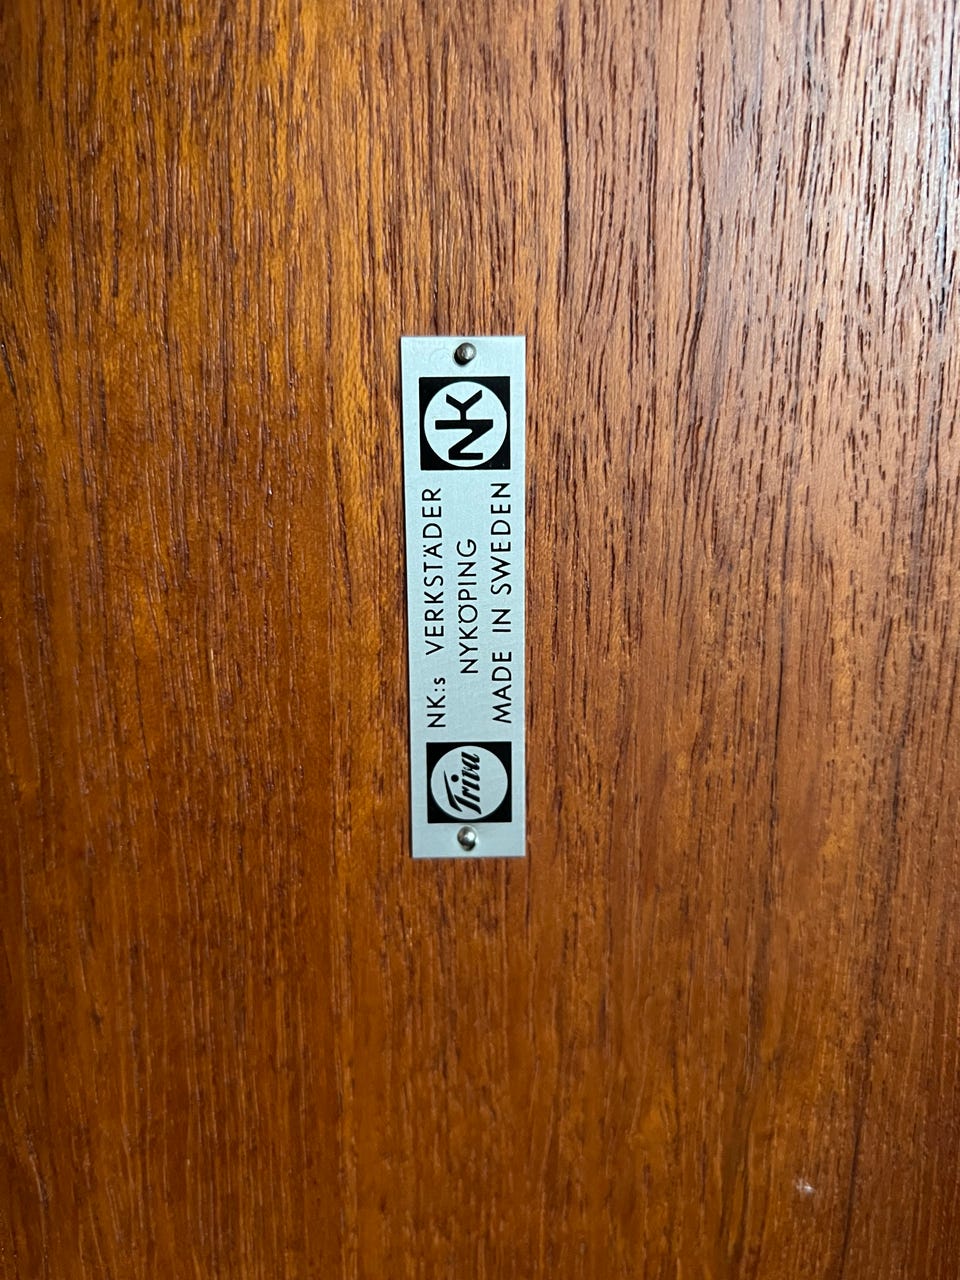 Triva
NK:s VERKSTÄDER
NYKÖPING
MADE IN SWEDEN
NK